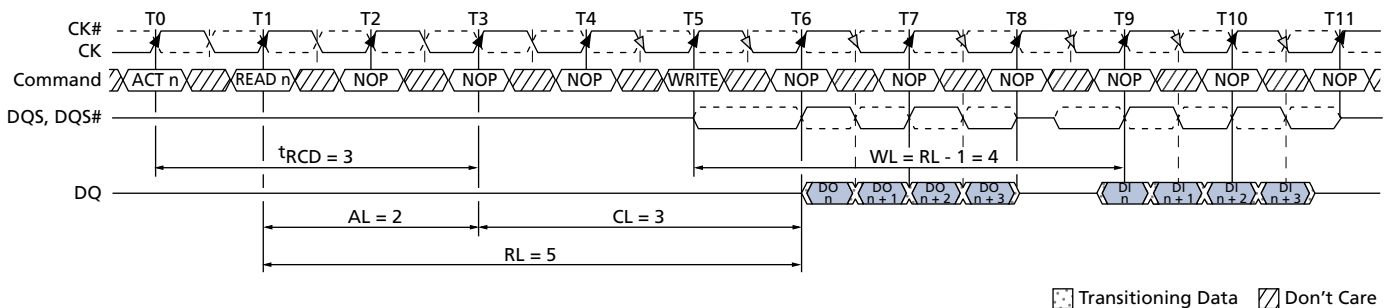 T0 T1 T2 T3 T4 T5 T6 T7 T8 T9 T10 T11
CK#
CK
Command ACT n READ n NOP NOP NOP WRITE NOP NOP NOP NOP NOP NOP
DQS, DQS#
tRCD = 3 WL = RL - 1 = 4
DQ DO n DO n + 1 DO n + 2 DO n + 3 DI n DI n + 1 DI n + 2 DI n + 3
AL = 2 CL = 3
RL = 5
Transitioning Data Don't Care